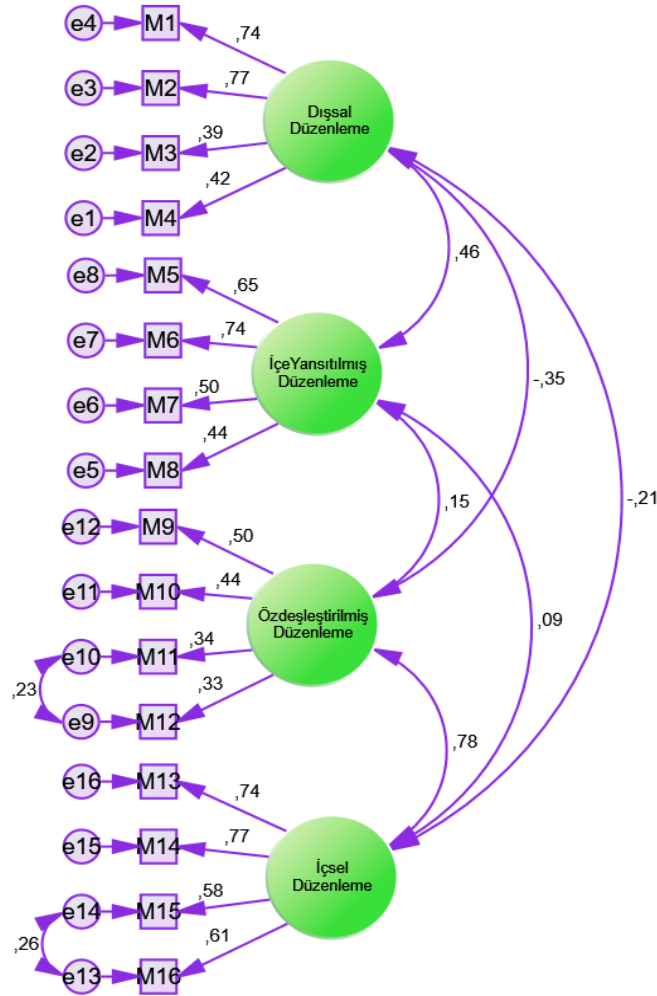 e4 M1 ,74
e3 M2 ,77
Dışsal
Düzenleme
e2 M3 ,39
e1 M4 ,42
,46
e8 M5 ,65
e7 M6 ,74
İçeYansıtılmış
Düzenleme
-,35
e6 M7 ,50
e5 M8 ,44
,15
-,21
e12 M9 ,50
e11 M10 ,44
Özdeşleştirilmiş
Düzenleme
,09
e10 M11 ,34
,23
e9 M12 ,33
,78
e16 M13 ,74
e15 M14 ,77
İçsel
Düzenleme
e14 M15 ,58
,26
e13 M16 ,61